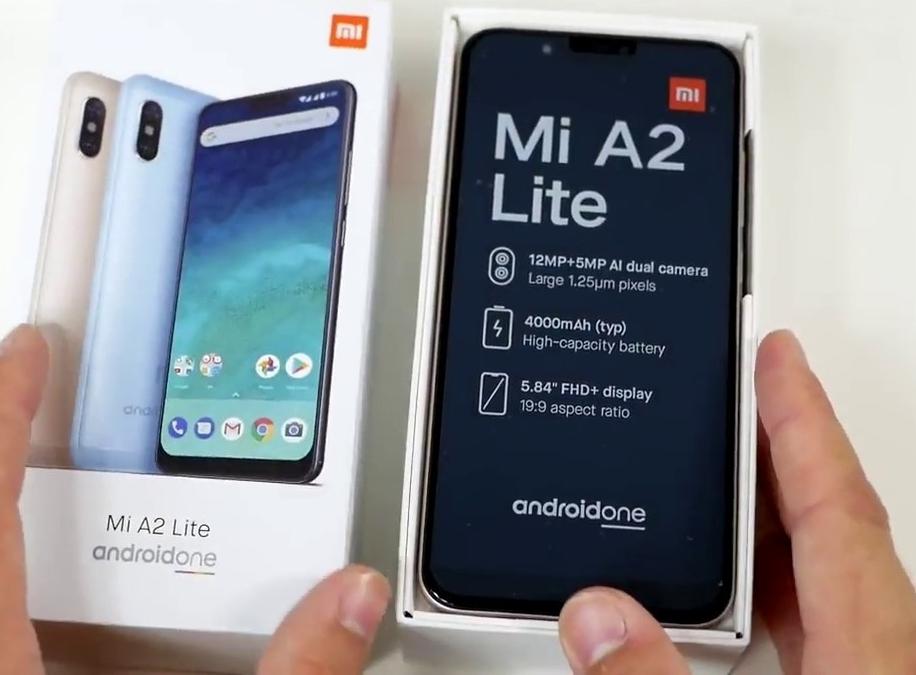 mi
Mi A2 Lite
androidone
mi
Mi A2
Lite
12MP+5MP AI dual camera
Large 1.25µm pixels
4000mAh (typ)
High-capacity battery
5.84" FHD+ display
19:9 aspect ratio
androidone